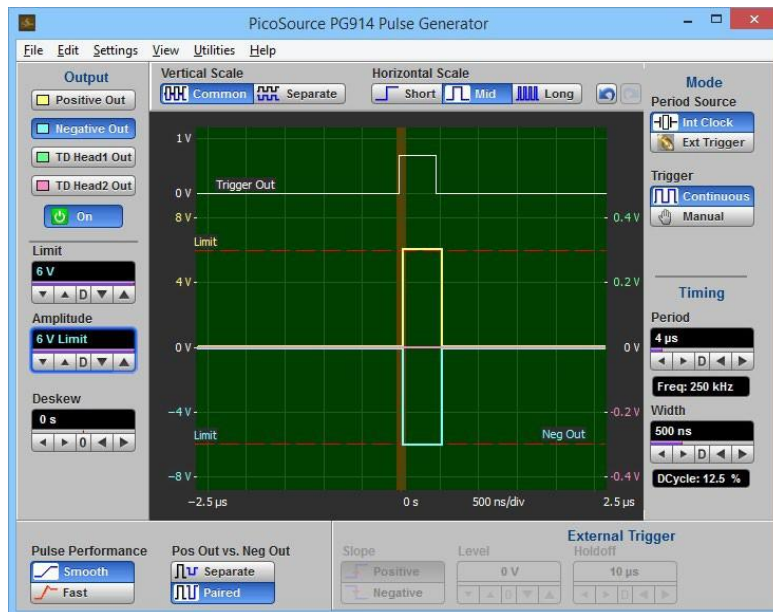 PicoSource PG914 Pulse Generator
File Edit Settings View Utilities Help
Output
Positive Out
Negative Out
TD Head1 Out
TD Head2 Out
On
Limit
6 V
D
Amplitude
6 V Limit
D
Deskew
0 s
0
Vertical Scale
Common
Separate
Horizontal Scale
Short
Mid
Long
1 V
Trigger Out
0 V
8 V
0.4 V
Limit
4 V
0.2 V
0 V
0 V
−4 V
−0.2 V
Limit
Neg Out
−8 V
−0.4 V
−2.5 µs
0 s
500 ns/div
2.5 µs
Mode
Period Source
Int Clock
Ext Trigger
Trigger
Continuous
Manual
Timing
Period
4 µs
D
Freq: 250 kHz
Width
500 ns
D
DCycle: 12.5 %
Pulse Performance
Smooth
Fast
Pos Out vs. Neg Out
Separate
Paired
External Trigger
Slope
Positive
Negative
Level
0 V
D
Holdoff
10 µs
D